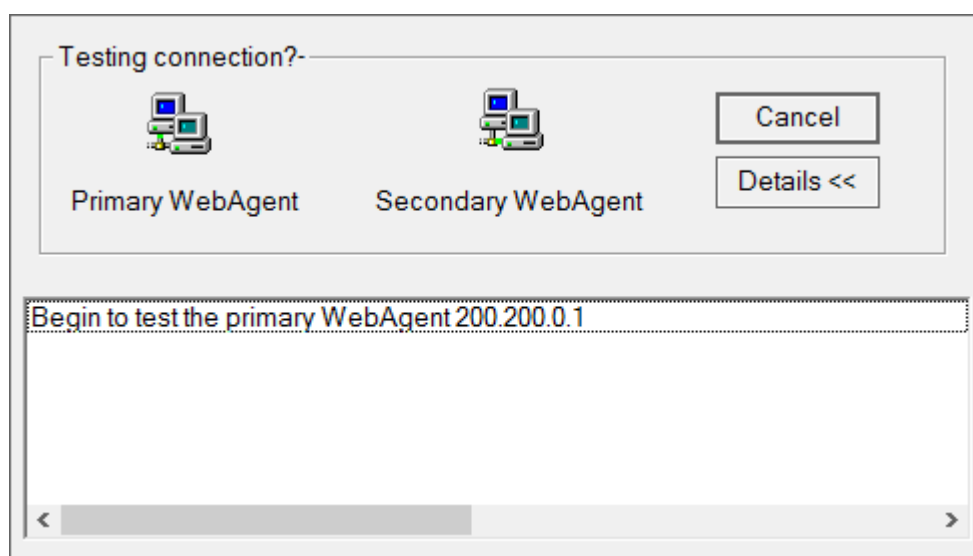 Testing connection?-
Cancel
Details <<
Primary WebAgent
Secondary WebAgent
Begin to test the primary WebAgent 200.200.0.1